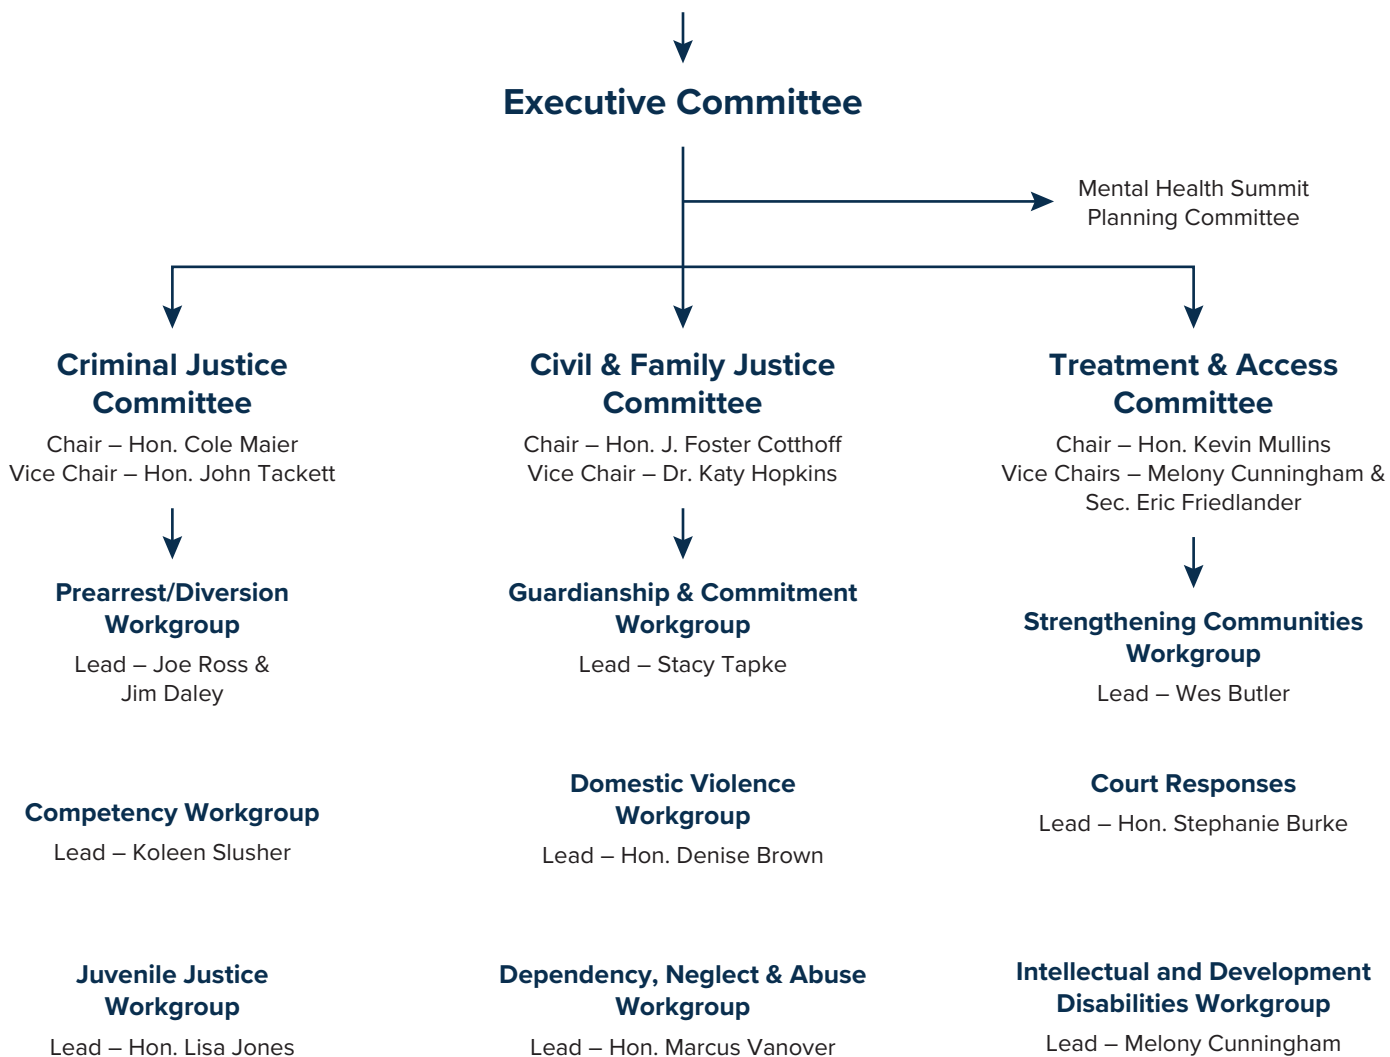 Executive Committee
Mental Health Summit
Planning Committee
Criminal Justice
Committee
Chair – Hon. Cole Maier
Vice Chair – Hon. John Tackett
Civil & Family Justice
Committee
Chair – Hon. J. Foster Cotthoff
Vice Chair – Dr. Katy Hopkins
Treatment & Access
Committee
Chair – Hon. Kevin Mullins
Vice Chairs – Melony Cunningham &
Sec. Eric Friedlander
Prearrest/Diversion
Workgroup
Lead – Joe Ross &
Jim Daley
Guardianship & Commitment
Workgroup
Lead – Stacy Tapke
Strengthening Communities
Workgroup
Lead – Wes Butler
Competency Workgroup
Lead – Koleen Slusher
Domestic Violence
Workgroup
Lead – Hon. Denise Brown
Court Responses
Lead – Hon. Stephanie Burke
Juvenile Justice
Workgroup
Lead – Hon. Lisa Jones
Dependency, Neglect & Abuse
Workgroup
Lead – Hon. Marcus Vanover
Intellectual and Development
Disabilities Workgroup
Lead – Melony Cunningham